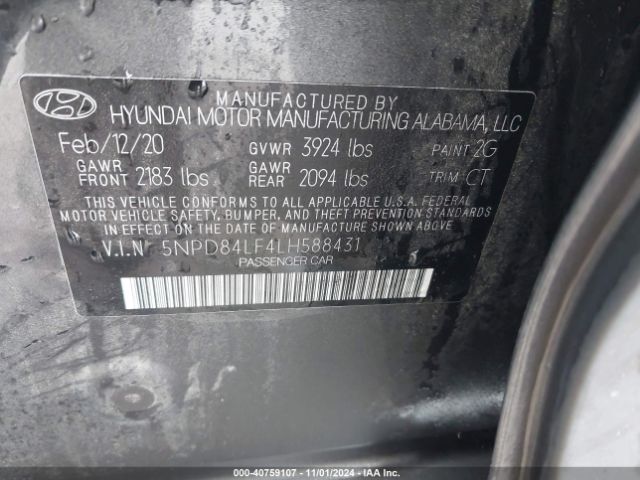 MANUFACTURED BY
HYUNDAI MOTOR MANUFACTURING ALABAMA, LLC
Feb/12/20 GVWR 3924 lbs PAINT 2G
GAWR FRONT 2183 lbs GAWR REAR 2094 lbs TRIM CT
THIS VEHICLE CONFORMS TO ALL APPLICABLE U.S.A. FEDERAL
MOTOR VEHICLE SAFETY, BUMPER, AND THEFT PREVENTION
STANDARDS IN EFFECT ON THE DATE OF MANUFACTURE SHOWN ABOVE.
V.I.N 5NPD84LF4LH588431
PASSENGER CAR
000-40759107 - 11/01/2024 - IAA Inc.